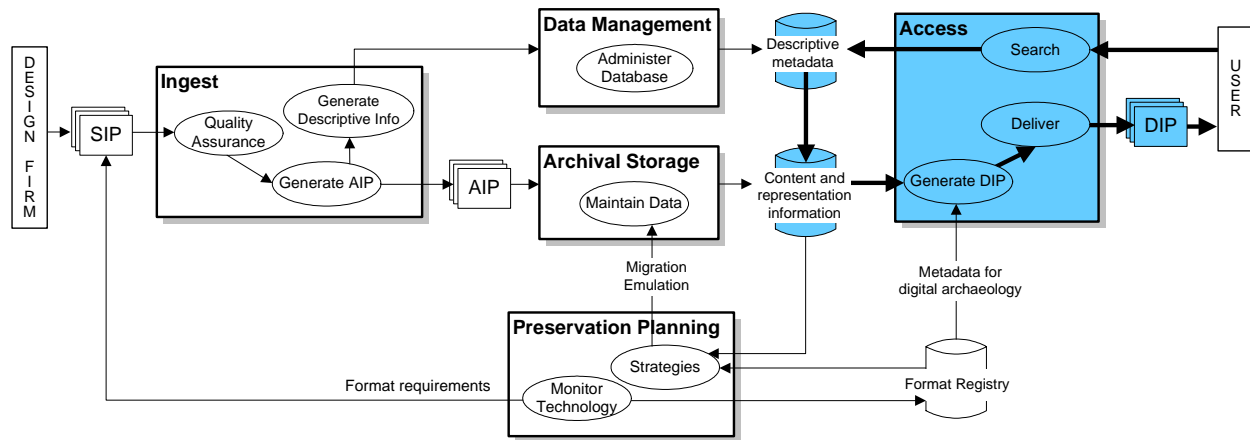 DESIGN FIRM
SIP
Ingest
Quality
Assurance
Generate
Descriptive Info
Generate AIP
AIP
Data Management
Administer
Database
Archival Storage
Maintain Data
Migration
Emulation
Preservation Planning
Strategies
Monitor
Technology
Format requirements
Descriptive
metadata
Content and
representation
information
Access
Search
Deliver
Generate DIP
DIP
USER
Metadata for
digital archaeology
Format Registry